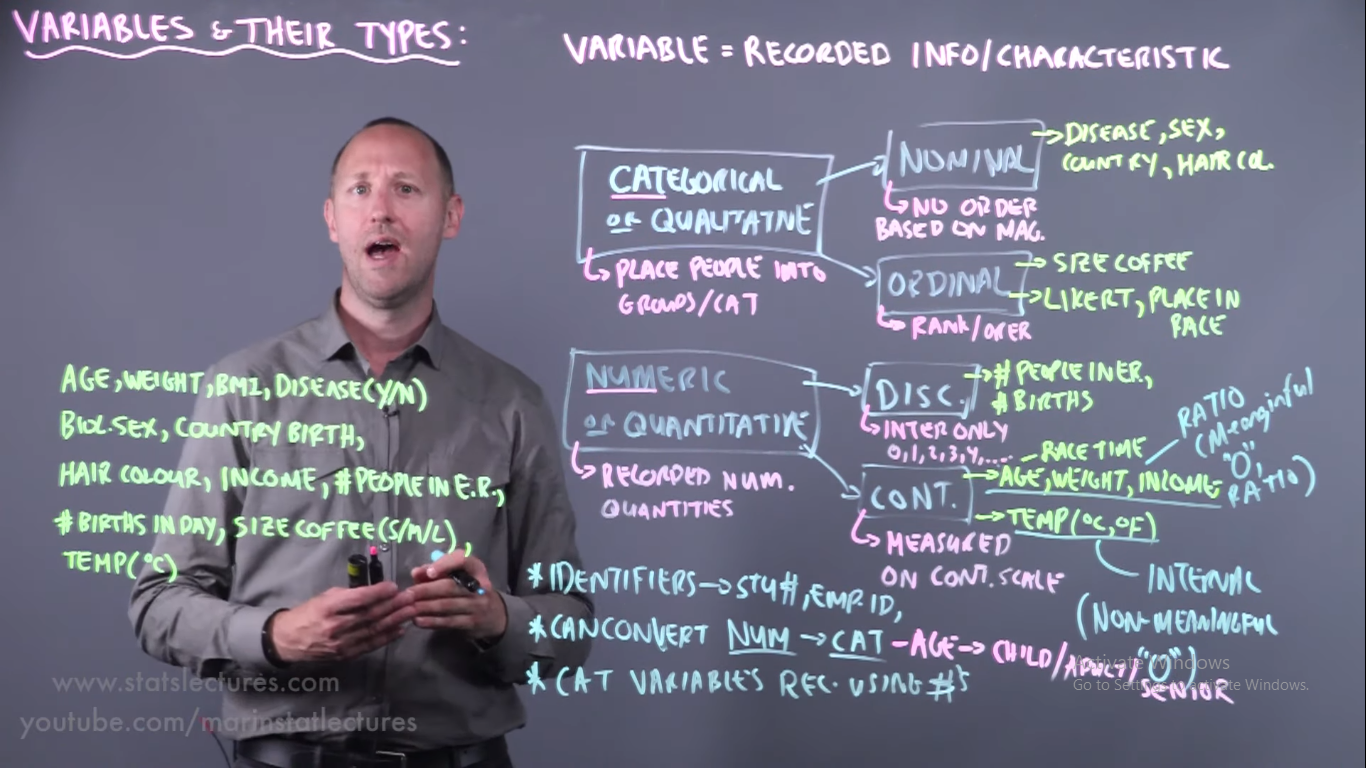 VARIABLES & THEIR TYPES:
VARIABLE = RECORDED INFO/CHARACTERISTIC
CATEGORICAL
OR QUALITATIVE
↳ PLACE PEOPLE INTO
GROUPS/CAT
NOMINAL
↳ NO ORDER
BASED ON MAG.
→ DISEASE, SEX,
COUNTRY, HAIR COL.
ORDINAL
↳ RANK/ORER
→ SIZE COFFEE
→ LIKERT, PLACE IN
RACE
NUMERIC
OR QUANTITATIVE
↳ RECORDED NUM.
QUANTITIES
DISC.
↳ INTER ONLY
0,1,2,3,4,....
→ # PEOPLE IN ER,
# BIRTHS
CONT.
↳ MEASURED
ON CONT. SCALE
- RACE TIME
→ AGE, WEIGHT, INCOME
→ TEMP(°C,°F)
RATIO
(Meaningful
"0",
RATIO)
INTERVAL
(NON-MEANINGFUL
"0")
AGE, WEIGHT, BMI, DISEASE(Y/N)
BIOL.SEX, COUNTRY BIRTH,
HAIR COLOUR, INCOME, # PEOPLE IN E.R.,
# BIRTHS IN DAY, SIZE COFFEE(S/M/L),
TEMP(°C)
* IDENTIFIERS → STU#, EMP. ID,
* CAN CONVERT NUM → CAT - AGE → CHILD/ADULT/
SENIOR
* CAT VARIABLE'S REC. USING #'S
www.statslectures.com
youtube.com/marinstatlectures
Activate Windows
Go to Settings to activate Windows.